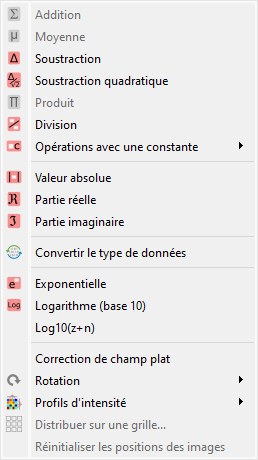 Σ Addition
μ Moyenne
Δ Soustraction
Δ/√2 Soustraction quadratique
Π Produit
Division
C Opérations avec une constante
|H| Valeur absolue
ℜ Partie réelle
ℑ Partie imaginaire
Convertir le type de données
e Exponentielle
Log Logarithme (base 10)
Log10(z+n)
Correction de champ plat
Rotation
Profils d'intensité
Distribuer sur une grille...
Réinitialiser les positions des images